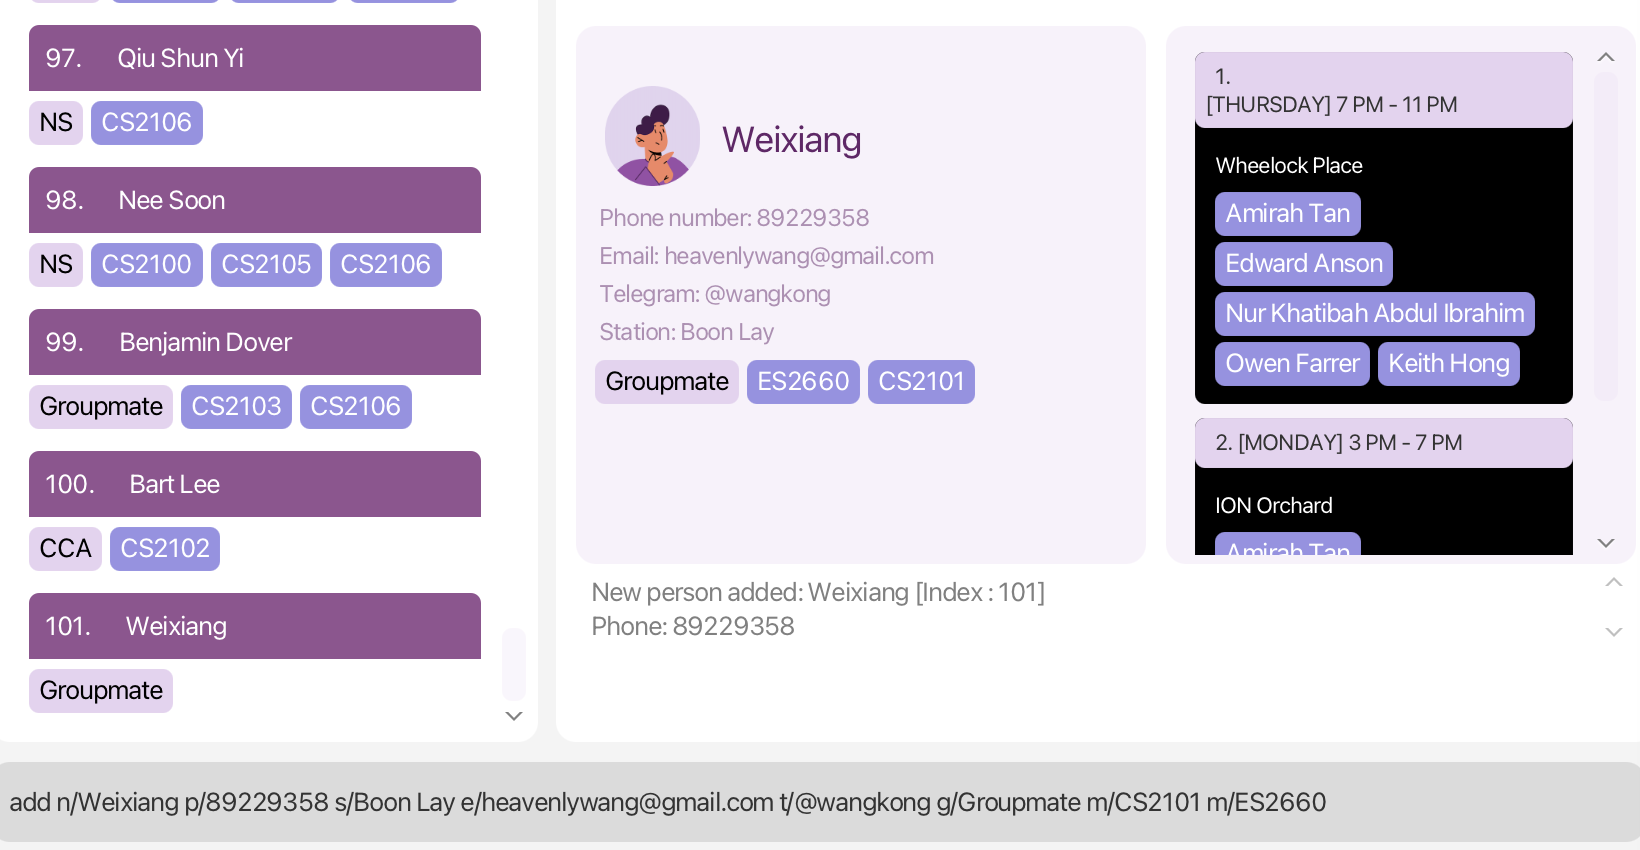 97. Qiu Shun Yi
NS CS2106
98. Nee Soon
NS CS2100 CS2105 CS2106
99. Benjamin Dover
Groupmate CS2103 CS2106
100. Bart Lee
CCA CS2102
101. Weixiang
Groupmate
Weixiang
Phone number: 89229358
Email: heavenlywang@gmail.com
Telegram: @wangkong
Station: Boon Lay
Groupmate ES2660 CS2101
1.
[THURSDAY] 7 PM - 11 PM
Wheelock Place
Amirah Tan
Edward Anson
Nur Khatibah Abdul Ibrahim
Owen Farrer Keith Hong
2. [MONDAY] 3 PM - 7 PM
ION Orchard
Amirah Tan
New person added: Weixiang [Index : 101]
Phone: 89229358
add n/Weixiang p/89229358 s/Boon Lay e/heavenlywang@gmail.com t/@wangkong g/Groupmate m/CS2101 m/ES2660